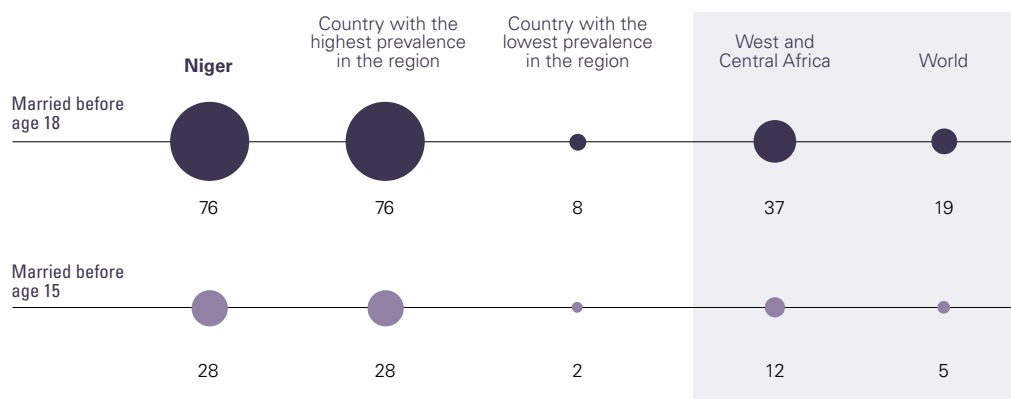 Niger
Country with the
highest prevalence
in the region
Country with the
lowest prevalence
in the region
West and
Central Africa
World
Married before
age 18
76
76
8
37
19
Married before
age 15
28
28
2
12
5